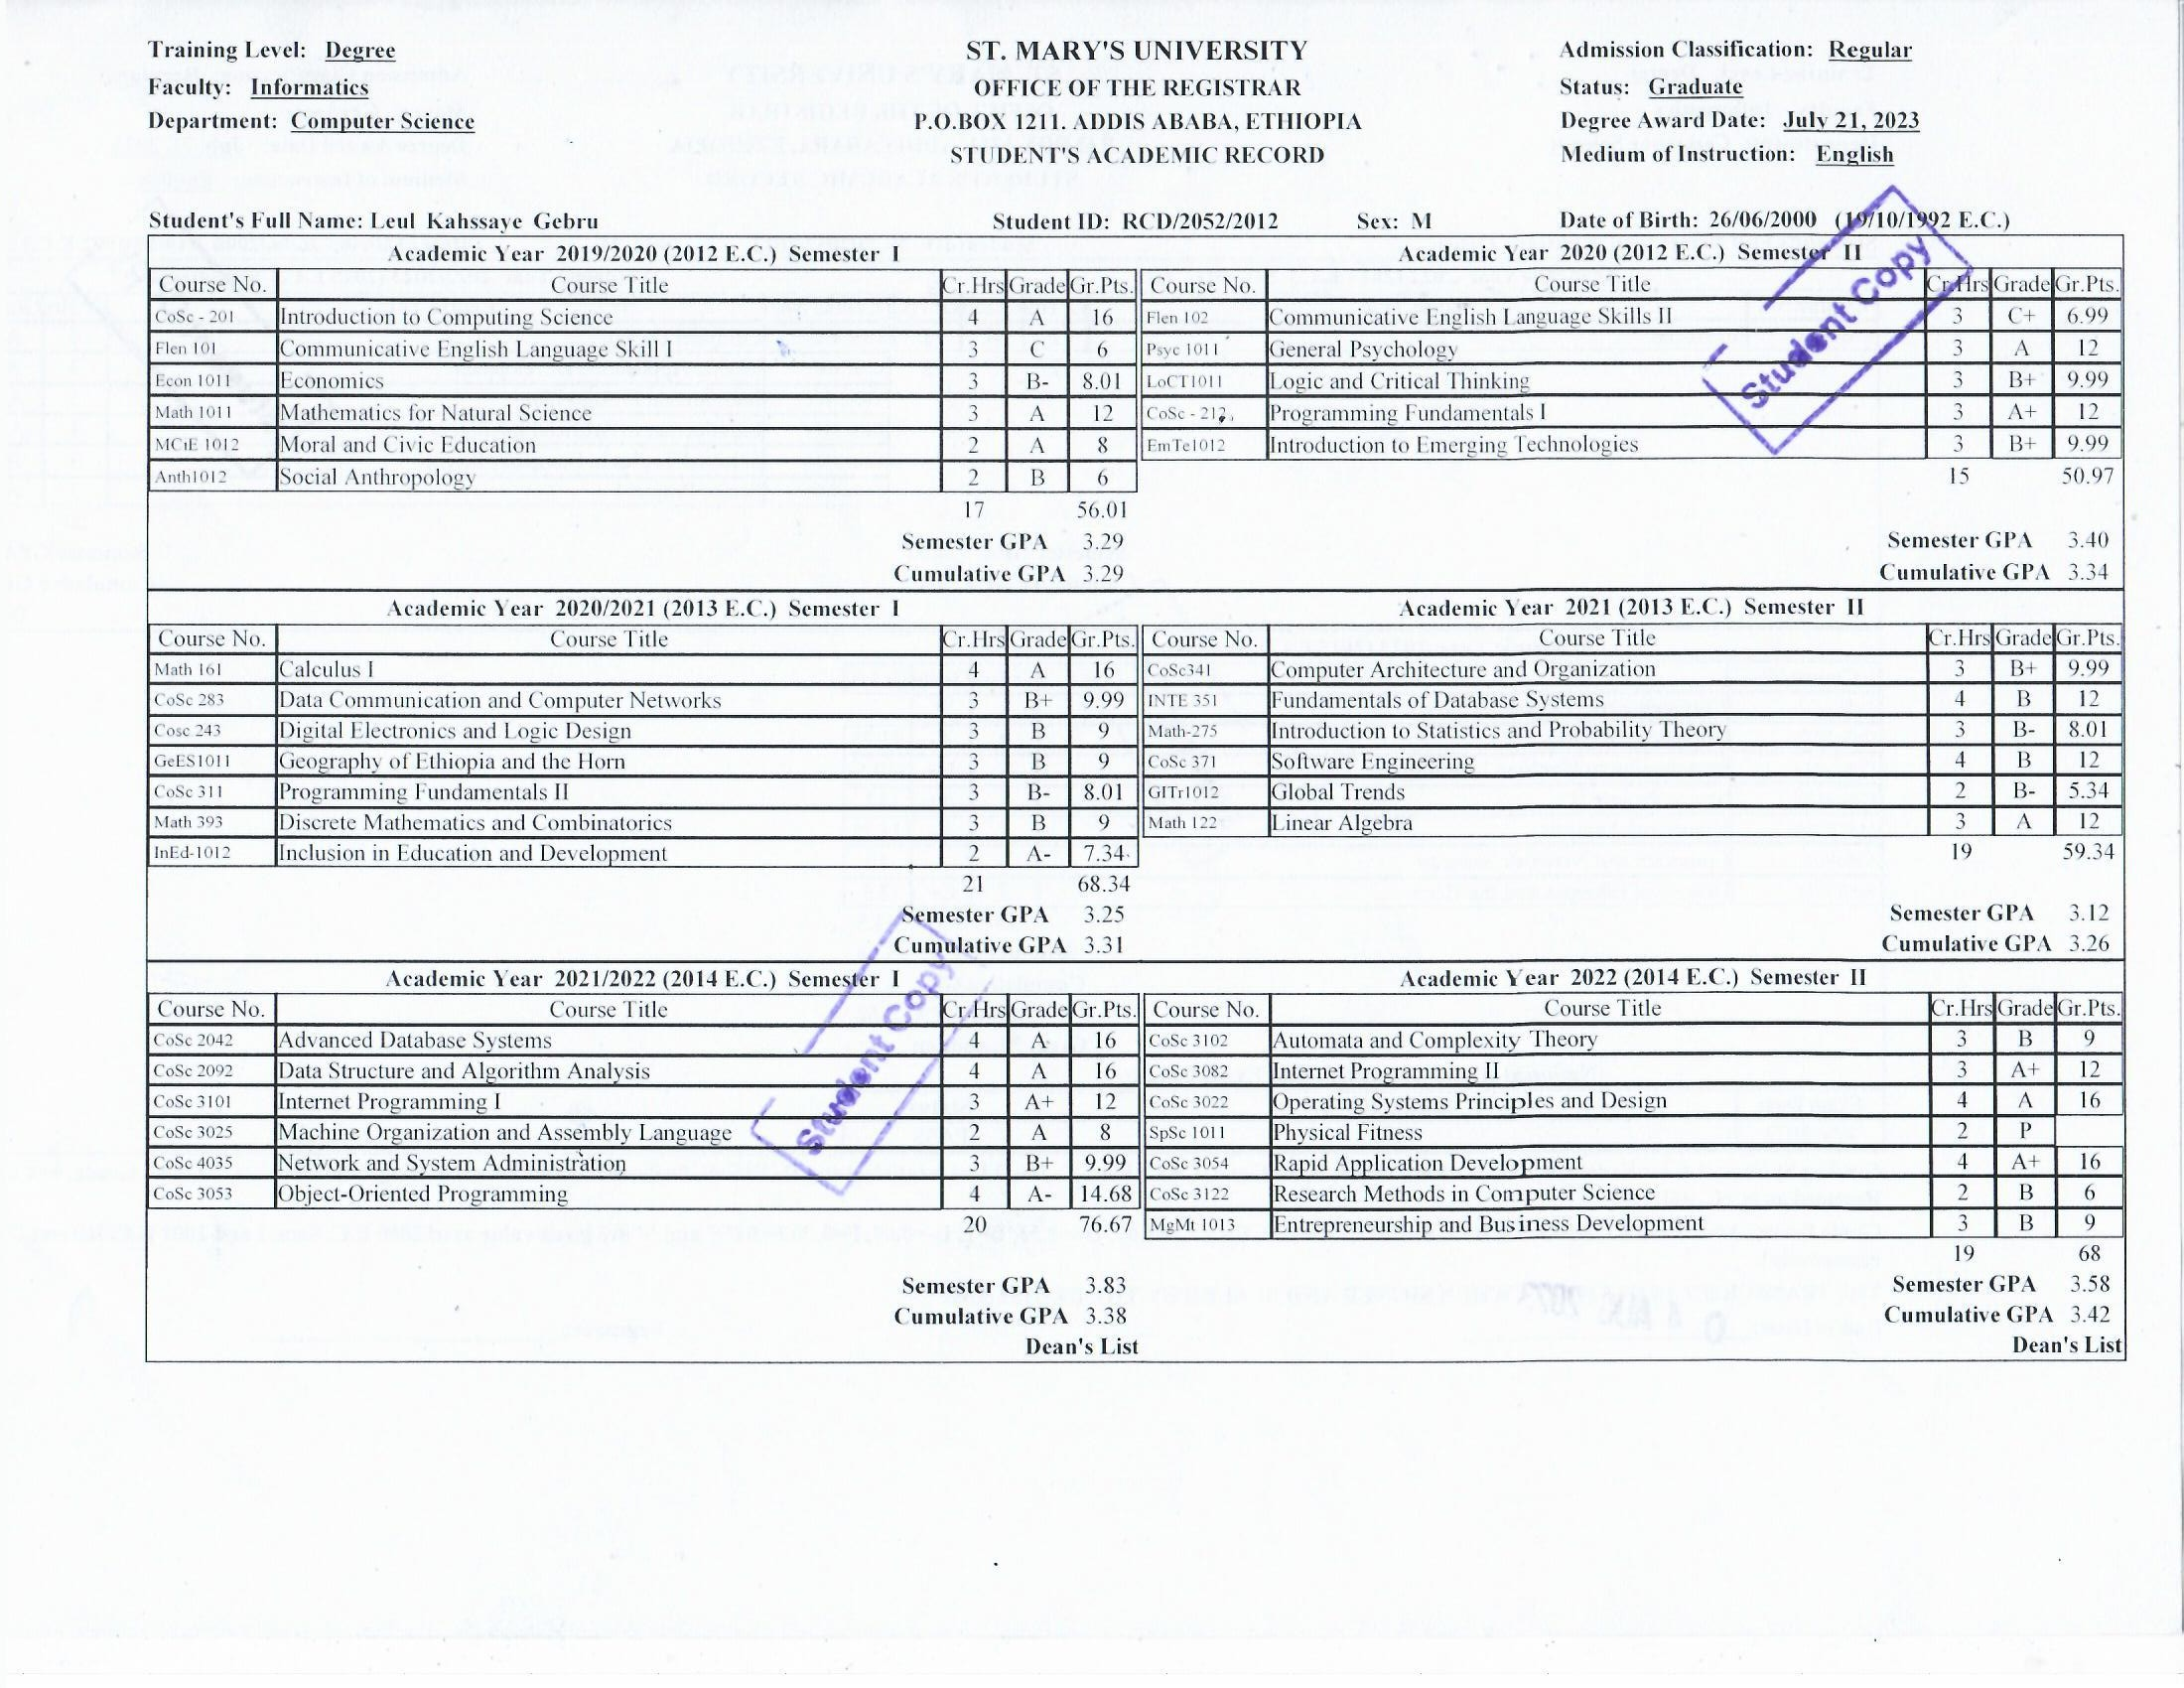 Training Level: Degree
Faculty: Informatics
Department: Computer Science
ST. MARY'S UNIVERSITY
OFFICE OF THE REGISTRAR
P.O.BOX 1211. ADDIS ABABA, ETHIOPIA
STUDENT'S ACADEMIC RECORD
Admission Classification: Regular
Status: Graduate
Degree Award Date: July 21, 2023
Medium of Instruction: English
Student's Full Name: Leul Kahssaye Gebru Student ID: RCD/2052/2012 Sex: M Date of Birth: 26/06/2000 (19/10/1992 E.C.)
Academic Year 2019/2020 (2012 E.C.) Semester I
Course No. Course Title Cr.Hrs Grade Gr.Pts.
CoSc - 201 Introduction to Computing Science 4 A 16
Flen 101 Communicative English Language Skill I 3 C 6
Econ 1011 Economics 3 B- 8.01
Math 1011 Mathematics for Natural Science 3 A 12
MCiE 1012 Moral and Civic Education 2 A 8
Anth1012 Social Anthropology 2 B 6
17 56.01
Semester GPA 3.29
Cumulative GPA 3.29
Academic Year 2020 (2012 E.C.) Semester II
Course No. Course Title Cr.Hrs Grade Gr.Pts.
Flen 102 Communicative English Language Skills II 3 C+ 6.99
Psyc 1011 General Psychology 3 A 12
LoCT1011 Logic and Critical Thinking 3 B+ 9.99
CoSc - 212 Programming Fundamentals I 3 A+ 12
EmTe1012 Introduction to Emerging Technologies 3 B+ 9.99
15 50.97
Semester GPA 3.40
Cumulative GPA 3.34
Student Copy
Academic Year 2020/2021 (2013 E.C.) Semester I
Course No. Course Title Cr.Hrs Grade Gr.Pts.
Math 161 Calculus I 4 A 16
CoSc 283 Data Communication and Computer Networks 3 B+ 9.99
Cosc 243 Digital Electronics and Logic Design 3 B 9
GeES1011 Geography of Ethiopia and the Horn 3 B 9
CoSc 311 Programming Fundamentals II 3 B- 8.01
Math 393 Discrete Mathematics and Combinatorics 3 B 9
InEd-1012 Inclusion in Education and Development 2 A- 7.34
21 68.34
Semester GPA 3.25
Cumulative GPA 3.31
Academic Year 2021 (2013 E.C.) Semester II
Course No. Course Title Cr.Hrs Grade Gr.Pts.
CoSc341 Computer Architecture and Organization 3 B+ 9.99
INTE 351 Fundamentals of Database Systems 4 B 12
Math-275 Introduction to Statistics and Probability Theory 3 B- 8.01
CoSc 371 Software Engineering 4 B 12
GlTr1012 Global Trends 2 B- 5.34
Math 122 Linear Algebra 3 A 12
19 59.34
Semester GPA 3.12
Cumulative GPA 3.26
Academic Year 2021/2022 (2014 E.C.) Semester I
Course No. Course Title Cr.Hrs Grade Gr.Pts.
CoSc 2042 Advanced Database Systems 4 A 16
CoSc 2092 Data Structure and Algorithm Analysis 4 A 16
CoSc 3101 Internet Programming I 3 A+ 12
CoSc 3025 Machine Organization and Assembly Language 2 A 8
CoSc 4035 Network and System Administration 3 B+ 9.99
CoSc 3053 Object-Oriented Programming 4 A- 14.68
20 76.67
Semester GPA 3.83
Cumulative GPA 3.38
Dean's List
Student Copy
Academic Year 2022 (2014 E.C.) Semester II
Course No. Course Title Cr.Hrs Grade Gr.Pts.
CoSc 3102 Automata and Complexity Theory 3 B 9
CoSc 3082 Internet Programming II 3 A+ 12
CoSc 3022 Operating Systems Principles and Design 4 A 16
SpSc 1011 Physical Fitness 2 P
CoSc 3054 Rapid Application Development 4 A+ 16
CoSc 3122 Research Methods in Computer Science 2 B 6
MgMt 1013 Entrepreneurship and Business Development 3 B 9
19 68
Semester GPA 3.58
Cumulative GPA 3.42
Dean's List